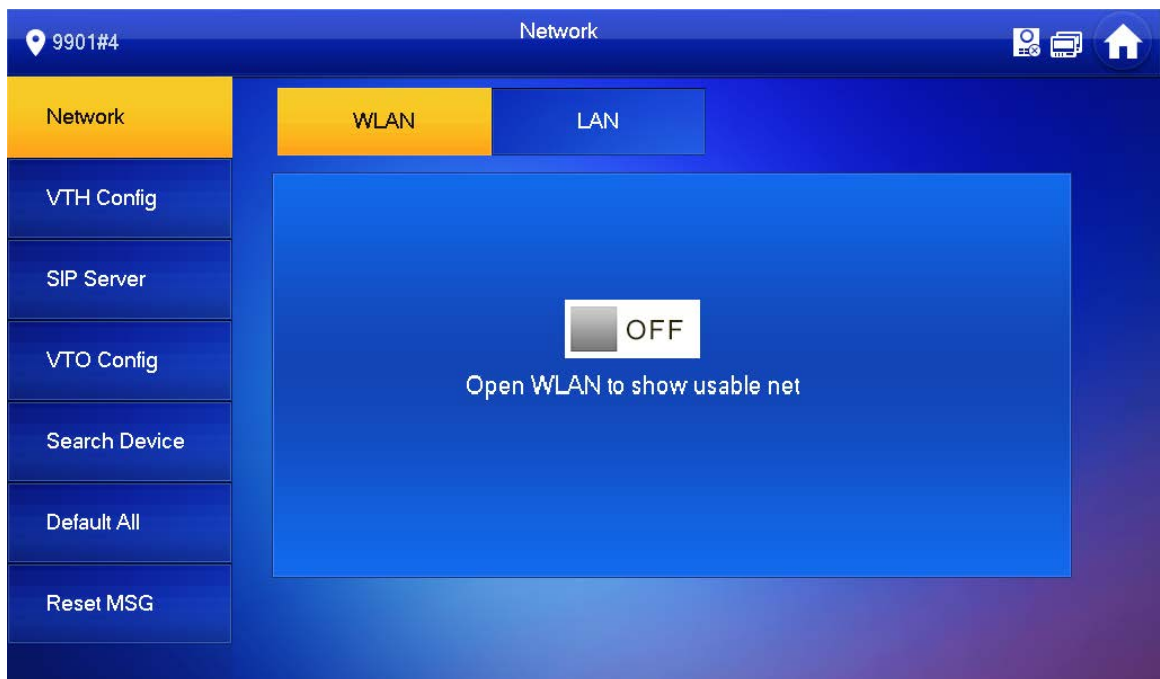 9901#4
Network
Network
WLAN
LAN
VTH Config
SIP Server
VTO Config
Search Device
Default All
Reset MSG
OFF
Open WLAN to show usable net